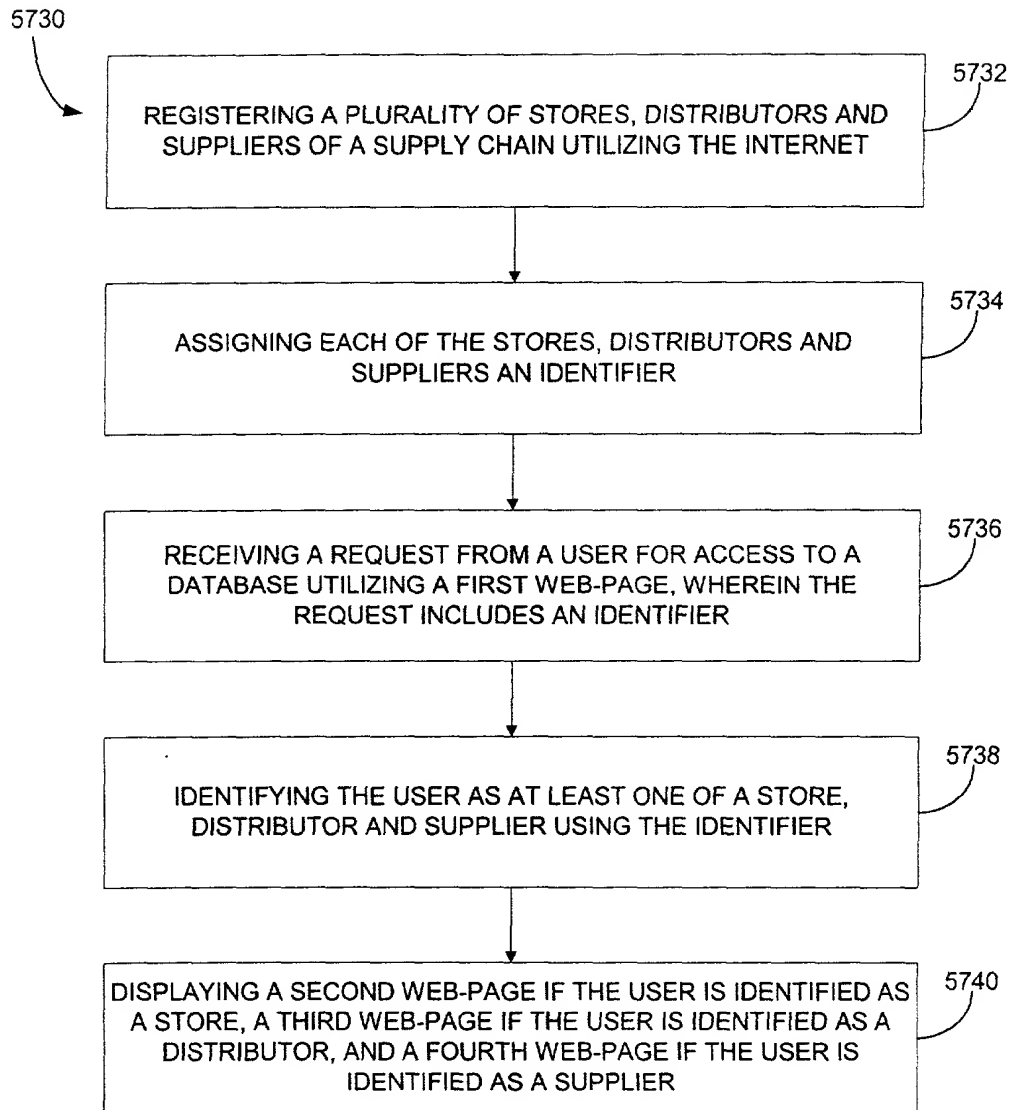 5730
5732
REGISTERING A PLURALITY OF STORES, DISTRIBUTORS AND
SUPPLIERS OF A SUPPLY CHAIN UTILIZING THE INTERNET
5734
ASSIGNING EACH OF THE STORES, DISTRIBUTORS AND
SUPPLIERS AN IDENTIFIER
5736
RECEIVING A REQUEST FROM A USER FOR ACCESS TO A
DATABASE UTILIZING A FIRST WEB-PAGE, WHEREIN THE
REQUEST INCLUDES AN IDENTIFIER
5738
IDENTIFYING THE USER AS AT LEAST ONE OF A STORE,
DISTRIBUTOR AND SUPPLIER USING THE IDENTIFIER
5740
DISPLAYING A SECOND WEB-PAGE IF THE USER IS IDENTIFIED AS
A STORE, A THIRD WEB-PAGE IF THE USER IS IDENTIFIED AS A
DISTRIBUTOR, AND A FOURTH WEB-PAGE IF THE USER IS
IDENTIFIED AS A SUPPLIER